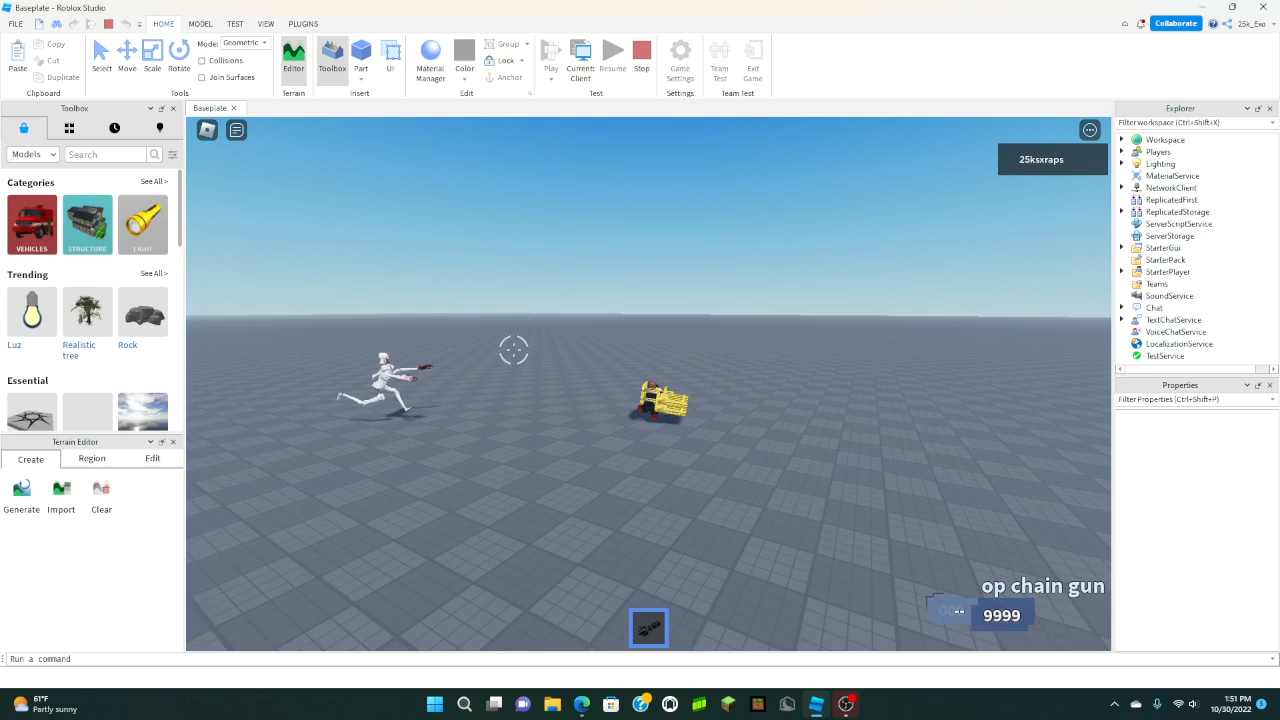 Baseplate - Roblox Studio
FILE
HOME MODEL TEST VIEW PLUGINS
Collaborate
25k_Exo
Paste
Copy
Cut
Duplicate
Clipboard
Select Move Scale Rotate
Mode: Geometric
Collisions
Join Surfaces
Tools
Editor
Terrain
Toolbox Part UI
Insert
Material
Manager
Color
Group
Lock
Anchor
Edit
Play
Current:
Client
Resume Stop
Test
Game
Settings
Settings
Team
Test
Exit
Game
Team Test
Toolbox
Models
Search
Categories
See All >
VEHICLES
STRUCTURE
LIGHT
Trending
See All >
Luz
Realistic
tree
Rock
Essential
Terrain Editor
Create Region Edit
Generate Import Clear
Baseplate
25ksxraps
op chain gun
9999
Explorer
Filter workspace (Ctrl+Shift+X)
Workspace
Players
Lighting
MaterialService
NetworkClient
ReplicatedFirst
ReplicatedStorage
ServerScriptService
ServerStorage
StarterGui
StarterPack
StarterPlayer
Teams
SoundService
Chat
TextChatService
VoiceChatService
LocalizationService
TestService
Properties
Filter Properties (Ctrl+Shift+P)
Run a command
61°F
Partly sunny
1:51 PM
10/30/2022
3